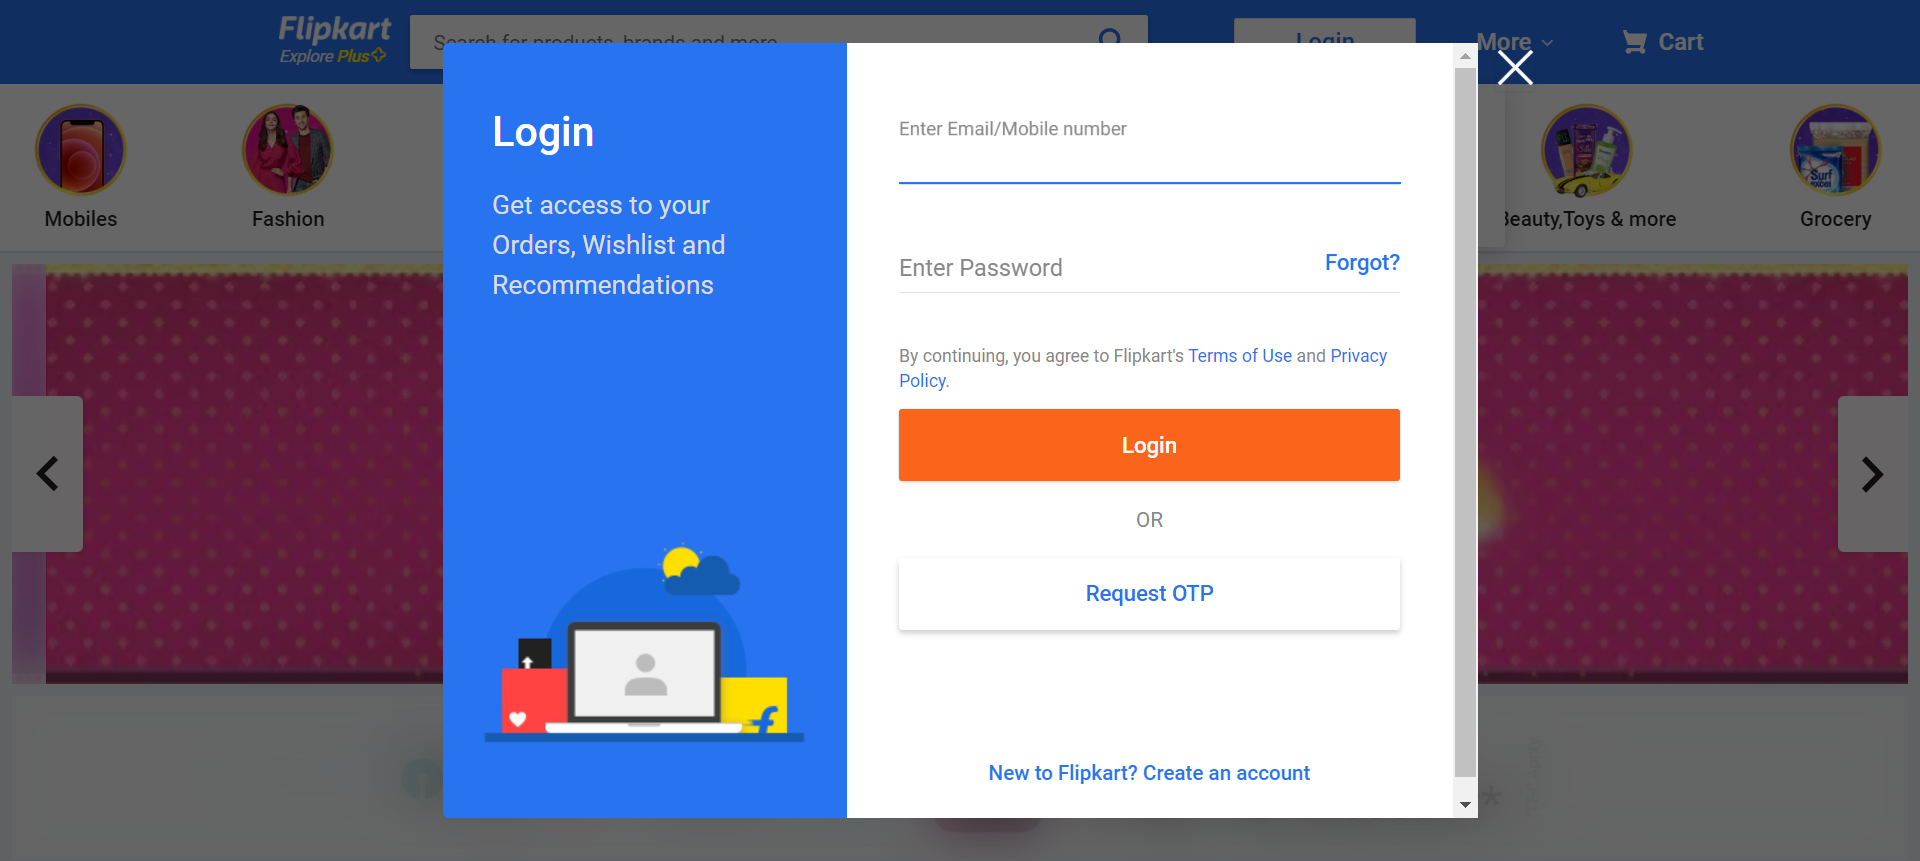 Flipkart
Explore Plus
Search for products, brands and more
Login
More
Cart
Mobiles
Fashion
Beauty,Toys & more
Grocery
Login
Get access to your
Orders, Wishlist and
Recommendations
Enter Email/Mobile number
Enter Password
Forgot?
By continuing, you agree to Flipkart's Terms of Use and Privacy
Policy.
Login
OR
Request OTP
New to Flipkart? Create an account